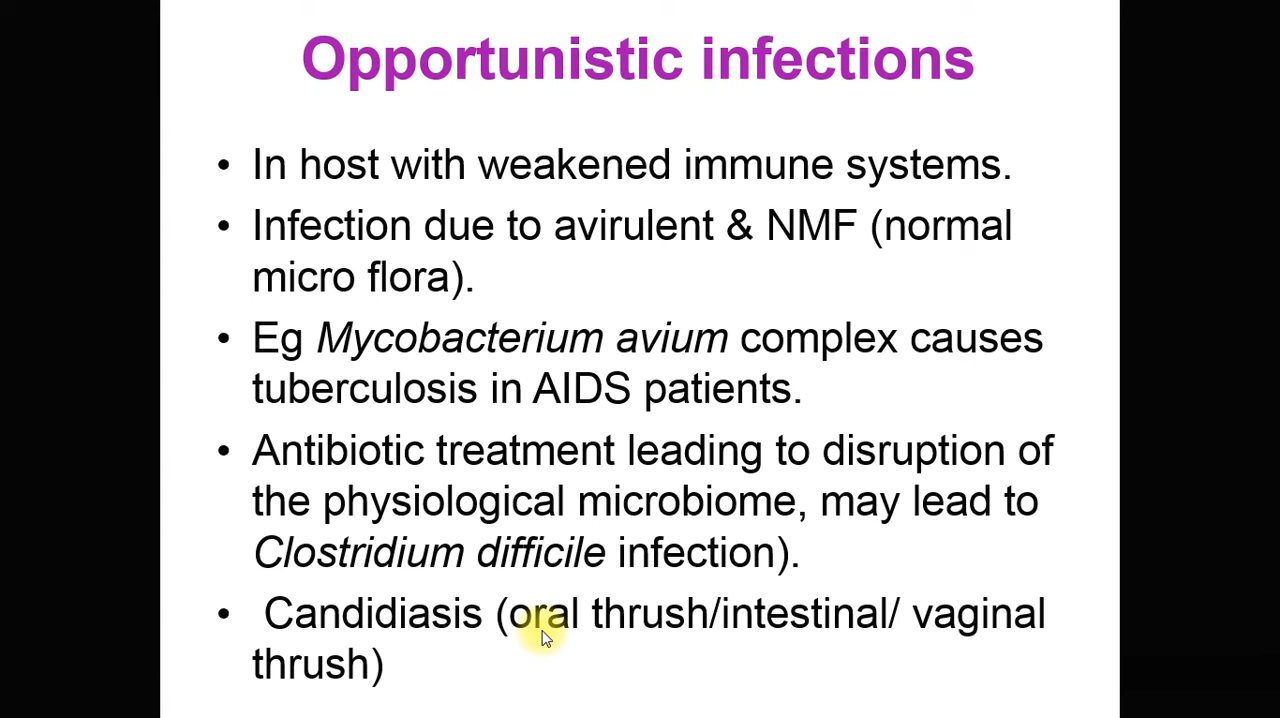 Opportunistic infections
• In host with weakened immune systems.
• Infection due to avirulent & NMF (normal
micro flora).
• Eg Mycobacterium avium complex causes
tuberculosis in AIDS patients.
• Antibiotic treatment leading to disruption of
the physiological microbiome, may lead to
Clostridium difficile infection).
• Candidiasis (oral thrush/intestinal/ vaginal
thrush)